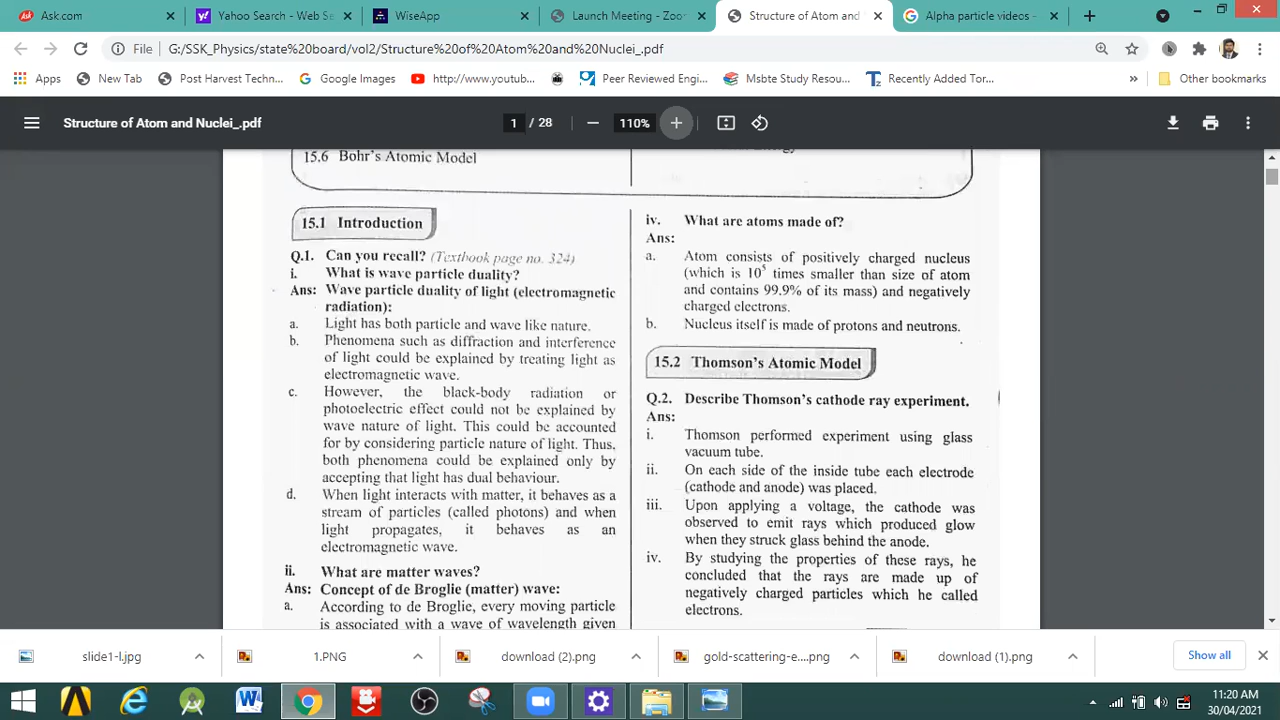 Ask.com
Yahoo Search - Web Se
WiseApp
Launch Meeting - Zoo
Structure of Atom and
Alpha particle videos -
File
G:/SSK_Physics/state%20board/vol2/Structure%20of%20Atom%20and%20Nuclei_.pdf
Apps
New Tab
Post Harvest Techn...
Google Images
http://www.youtub...
Peer Reviewed Engi...
Msbte Study Resou...
Recently Added Tor...
»
Other bookmarks
Structure of Atom and Nuclei_.pdf
1 / 28
110%
15.6 Bohr's Atomic Model
15.1 Introduction
Q.1. Can you recall? (Textbook page no. 324)
i. What is wave particle duality?
Ans: Wave particle duality of light (electromagnetic
radiation):
a. Light has both particle and wave like nature.
b. Phenomena such as diffraction and interference
of light could be explained by treating light as
electromagnetic wave.
c. However, the black-body radiation or
photoelectric effect could not be explained by
wave nature of light. This could be accounted
for by considering particle nature of light. Thus,
both phenomena could be explained only by
accepting that light has dual behaviour.
d. When light interacts with matter, it behaves as a
stream of particles (called photons) and when
light propagates, it behaves as an
electromagnetic wave.
ii. What are matter waves?
Ans: Concept of de Broglie (matter) wave:
a. According to de Broglie, every moving particle
is associated with a wave of wavelength given
iv. What are atoms made of?
Ans:
a. Atom consists of positively charged nucleus
(which is 10⁵ times smaller than size of atom
and contains 99.9% of its mass) and negatively
charged electrons.
b. Nucleus itself is made of protons and neutrons.
15.2 Thomson's Atomic Model
Q.2. Describe Thomson's cathode ray experiment.
Ans:
i. Thomson performed experiment using glass
vacuum tube.
ii. On each side of the inside tube each electrode
(cathode and anode) was placed.
iii. Upon applying a voltage, the cathode was
observed to emit rays which produced glow
when they struck glass behind the anode.
iv. By studying the properties of these rays, he
concluded that the rays are made up of
negatively charged particles which he called
electrons.
slide1-l.jpg
1.PNG
download (2).png
gold-scattering-e....png
download (1).png
Show all
11:20 AM
30/04/2021